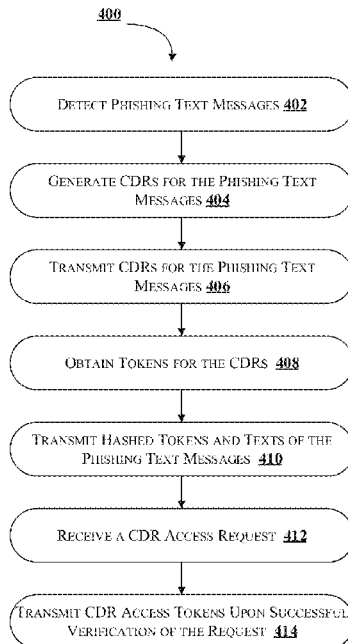 400
DETECT PHISHING TEXT MESSAGES 402
GENERATE CDRS FOR THE PHISHING TEXT
MESSAGES 404
TRANSMIT CDRS FOR THE PHISHING TEXT
MESSAGES 406
OBTAIN TOKENS FOR THE CDRS 408
TRANSMIT HASHED TOKENS AND TEXTS OF THE
PHISHING TEXT MESSAGES 410
RECEIVE A CDR ACCESS REQUEST 412
TRANSMIT CDR ACCESS TOKENS UPON SUCCESSFUL
VERIFICATION OF THE REQUEST 414